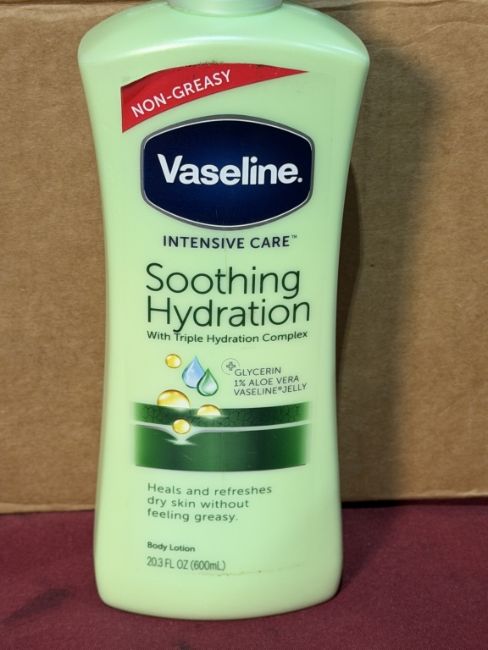 NON-GREASY
Vaseline.
INTENSIVE CARE™
Soothing
Hydration
With Triple Hydration Complex
GLYCERIN
1% ALOE VERA
VASELINE®JELLY
Heals and refreshes
dry skin without
feeling greasy.
Body Lotion
20.3 FL OZ (600mL)